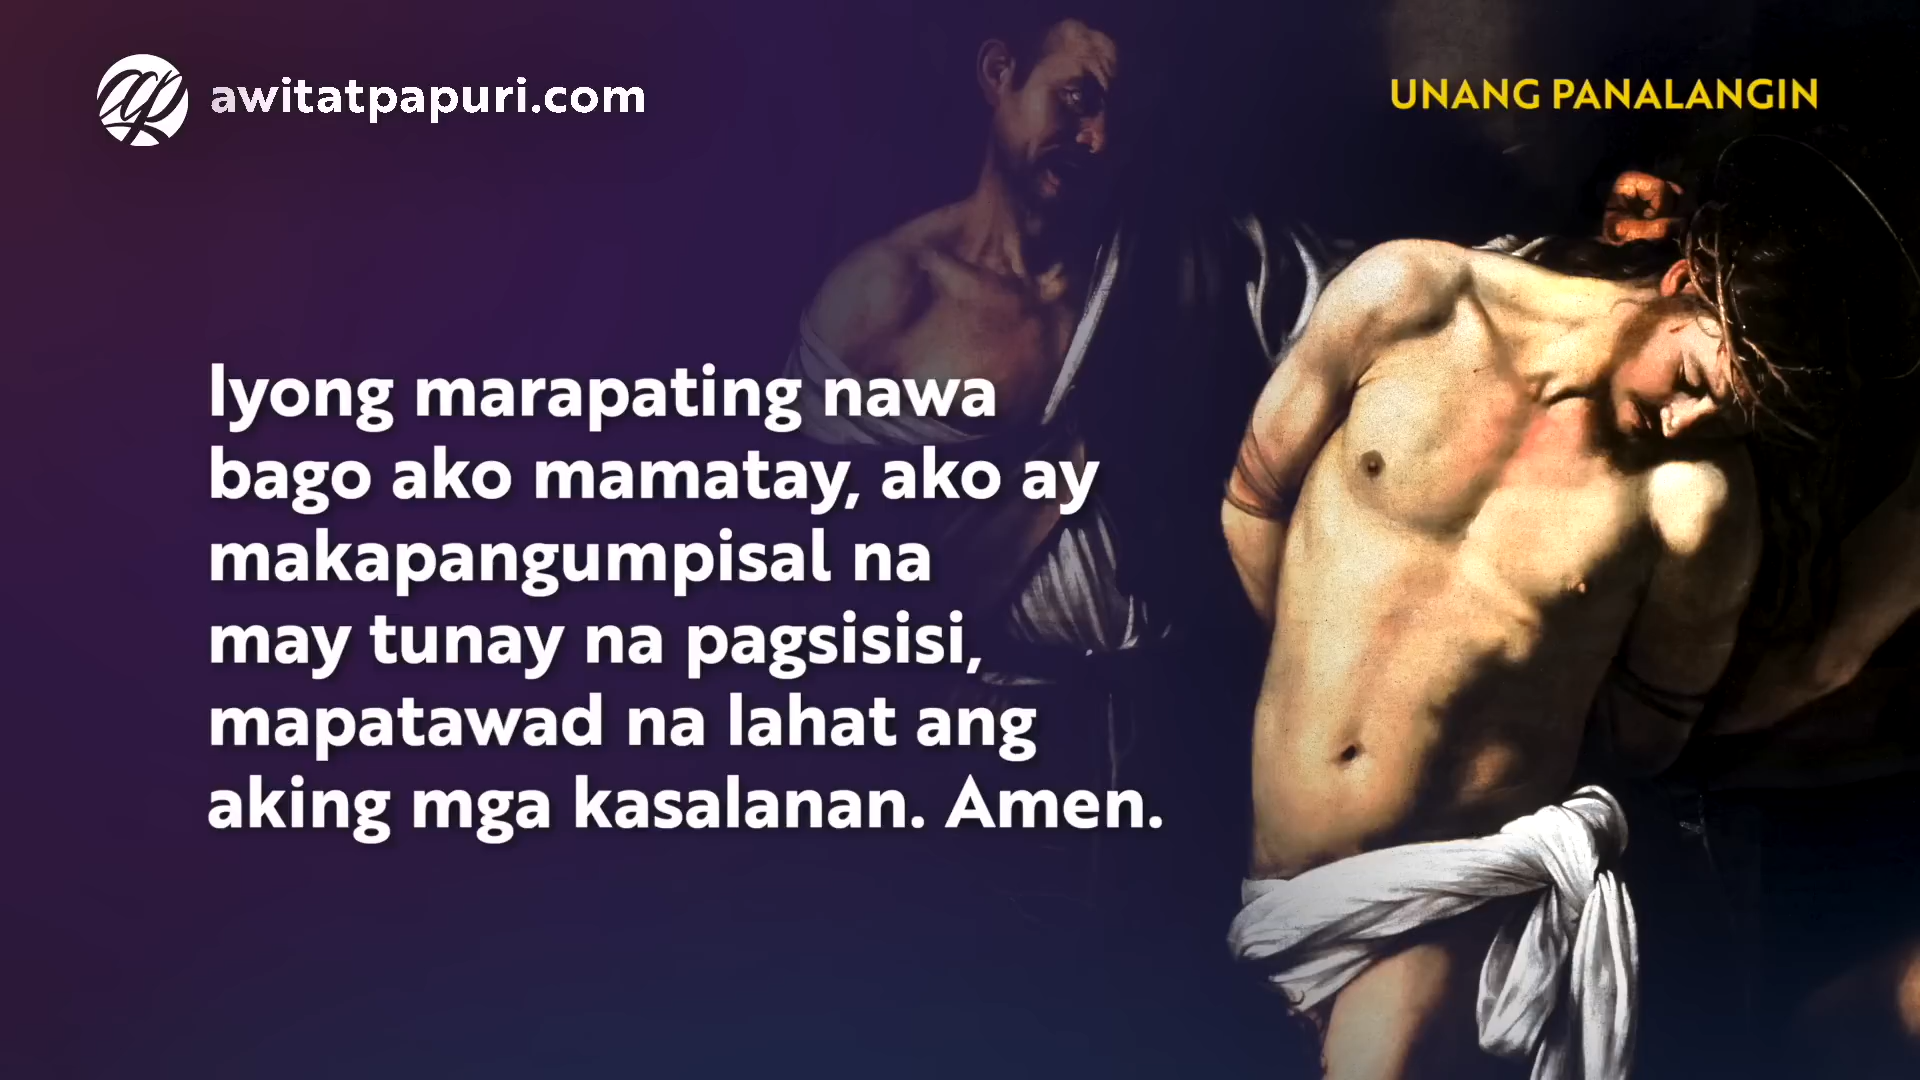 awitatpapuri.com
UNANG PANALANGIN
Iyong marapating nawa
bago ako mamatay, ako ay
makapangumpisal na
may tunay na pagsisisi,
mapatawad na lahat ang
aking mga kasalanan. Amen.